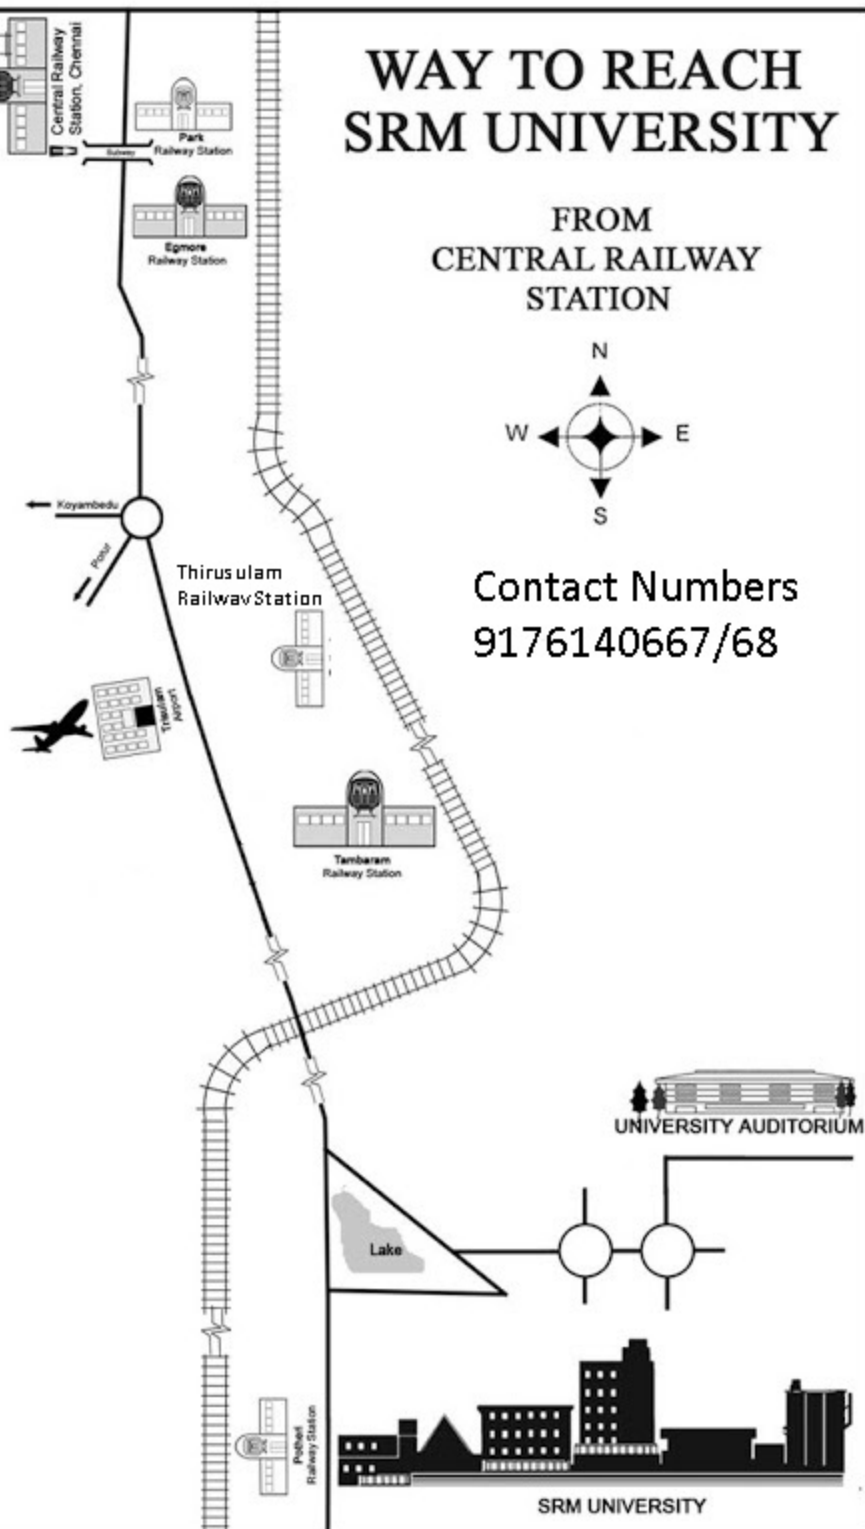 WAY TO REACH
SRM UNIVERSITY
FROM
CENTRAL RAILWAY
STATION
N
W
E
S
Contact Numbers
9176140667/68
Central Railway
Station, Chennai
Subway
Park
Railway Station
Egmore
Railway Station
Koyambedu
Porur
Thirusulam
Railway Station
Airport
Trisulam
Tambaram
Railway Station
UNIVERSITY AUDITORIUM
Lake
Potheri
Railway Station
SRM UNIVERSITY